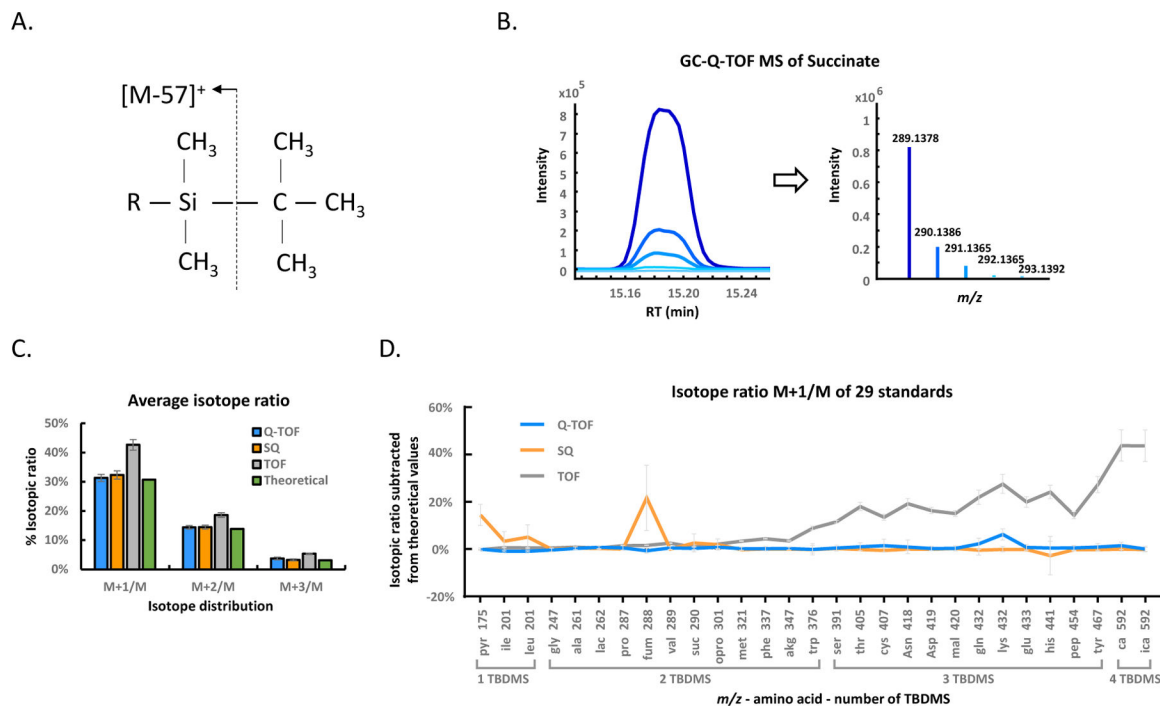 A.
[M-57]+
CH3
CH3
R
Si
C
CH3
CH3
CH3
B.
GC-Q-TOF MS of Succinate
x10^5
8
7
6
5
4
3
2
1
0
Intensity
15.16
15.20
15.24
RT (min)
x10^6
1
0.8
0.6
0.4
0.2
0
Intensity
289.1378
290.1386
291.1365
292.1365
293.1392
m/z
C.
Average isotope ratio
50%
40%
30%
20%
10%
0%
% Isotopic ratio
Q-TOF
SQ
TOF
Theoretical
M+1/M
M+2/M
M+3/M
Isotope distribution
D.
Isotope ratio M+1/M of 29 standards
60%
40%
20%
0%
-20%
Isotopic ratio subtracted
from theoretical values
Q-TOF
SQ
TOF
pyr 175
ile 201
leu 201
gly 247
ala 261
lac 262
pro 287
fum 288
val 289
suc 290
opro 301
met 321
phe 337
akg 347
trp 376
ser 391
thr 405
cys 407
Asn 418
Asp 419
mal 420
gln 432
lys 432
glu 433
his 441
pep 454
tyr 467
ca 592
ica 592
1 TBDMS
2 TBDMS
3 TBDMS
4 TBDMS
m/z - amino acid - number of TBDMS